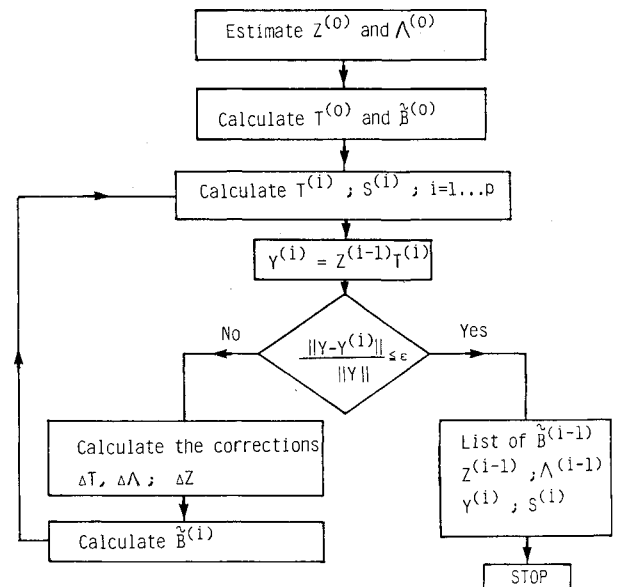 Estimate Z⁽⁰⁾ and Λ⁽⁰⁾
Calculate T⁽⁰⁾ and B̃⁽⁰⁾
Calculate T⁽ⁱ⁾ ; S⁽ⁱ⁾ ; i=1...p
Y⁽ⁱ⁾ = Z⁽ⁱ⁻¹⁾T⁽ⁱ⁾
No
Yes
||Y-Y⁽ⁱ⁾||
||Y||
≤ ε
Calculate the corrections
ΔT, ΔΛ ; ΔZ
Calculate B̃⁽ⁱ⁾
List of B̃⁽ⁱ⁻¹⁾
Z⁽ⁱ⁻¹⁾ ;Λ⁽ⁱ⁻¹⁾
Y⁽ⁱ⁾ ; S⁽ⁱ⁾
STOP